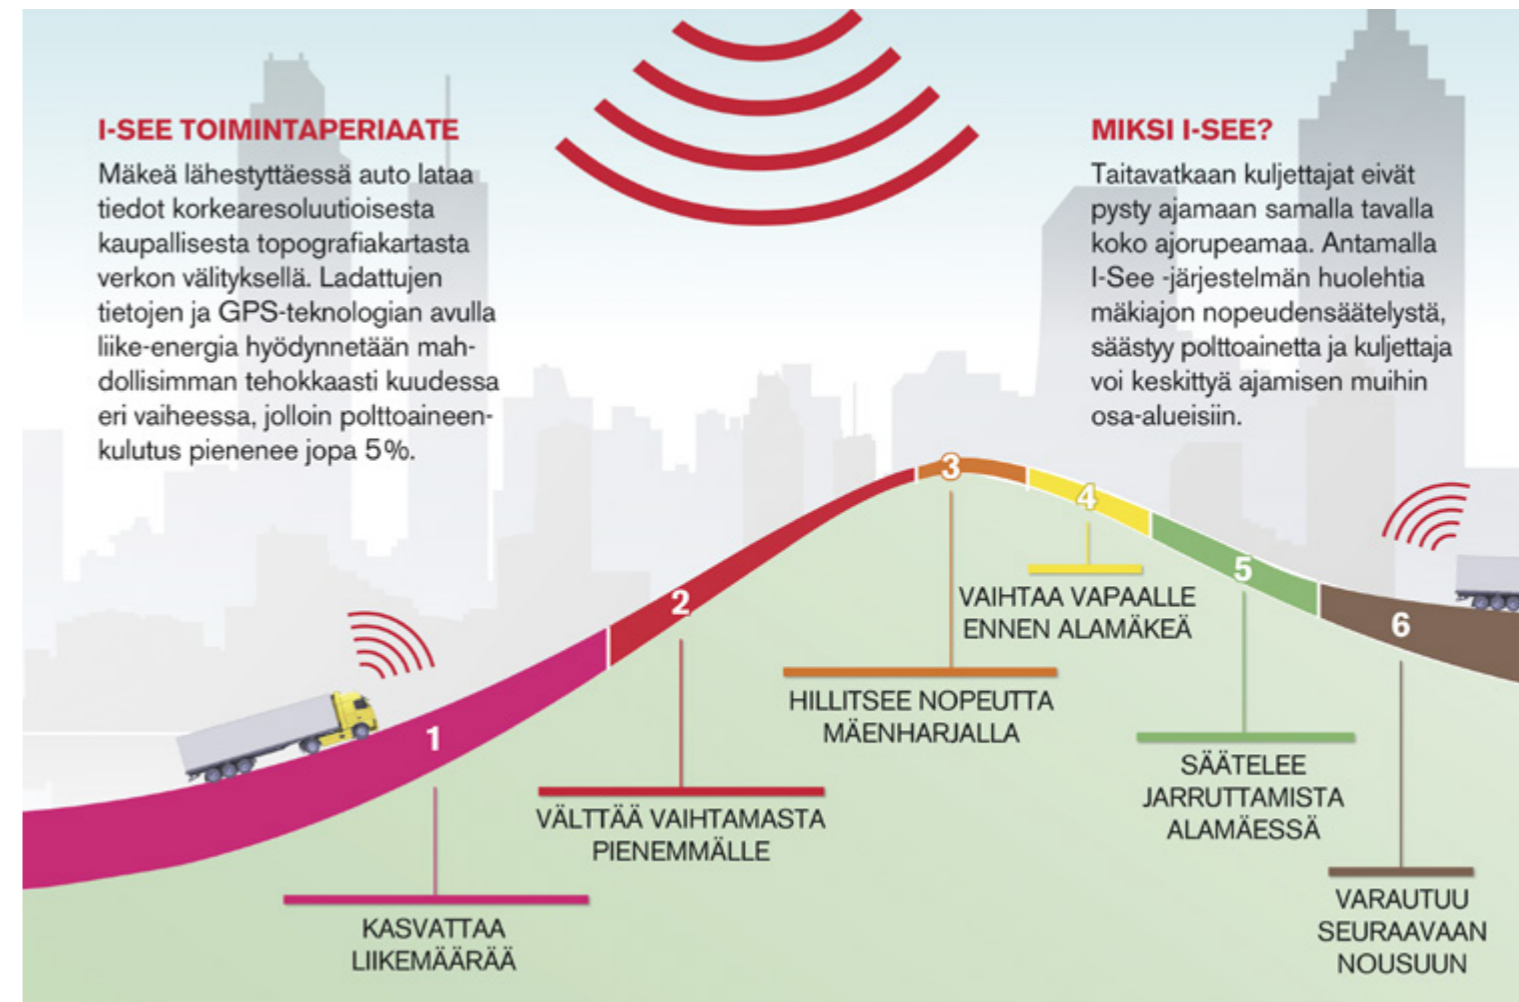 I-SEE TOIMINTAPERIAATE
Mäkeä lähestyttäessä auto lataa
tiedot korkearesoluutioisesta
kaupallisesta topografiakartasta
verkon välityksellä. Ladattujen
tietojen ja GPS-teknologian avulla
liike-energia hyödynnetään mah-
dollisimman tehokkaasti kuudessa
eri vaiheessa, jolloin polttoaineen-
kulutus pienenee jopa 5%.
MIKSI I-SEE?
Taitavatkaan kuljettajat eivät
pysty ajamaan samalla tavalla
koko ajorupeamaa. Antamalla
I-See -järjestelmän huolehtia
mäkiajon nopeudensäätelystä,
säästyy polttoainetta ja kuljettaja
voi keskittyä ajamisen muihin
osa-alueisiin.
1
KASVATTAA
LIIKEMÄÄRÄÄ
2
VÄLTTÄÄ VAIHTAMASTA
PIENEMMÄLLE
3
HILLITSEE NOPEUTTA
MÄENHARJALLA
4
VAIHTAA VAPAALLE
ENNEN ALAMÄKEÄ
5
SÄÄTELEE
JARRUTTAMISTA
ALAMÄESSÄ
6
VARAUTUU
SEURAAVAAN
NOUSUUN